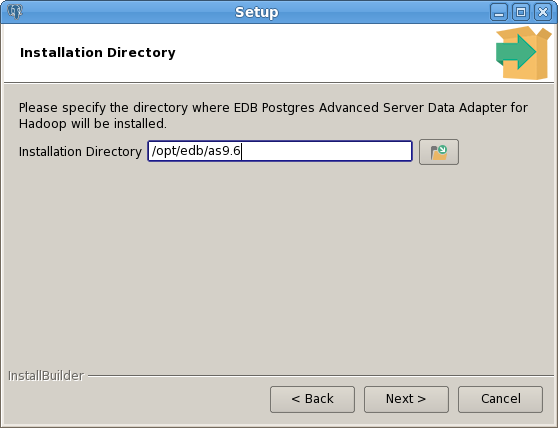 Setup
Installation Directory
Please specify the directory where EDB Postgres Advanced Server Data Adapter for
Hadoop will be installed.
Installation Directory /opt/edb/as9.6
InstallBuilder
< Back Next > Cancel